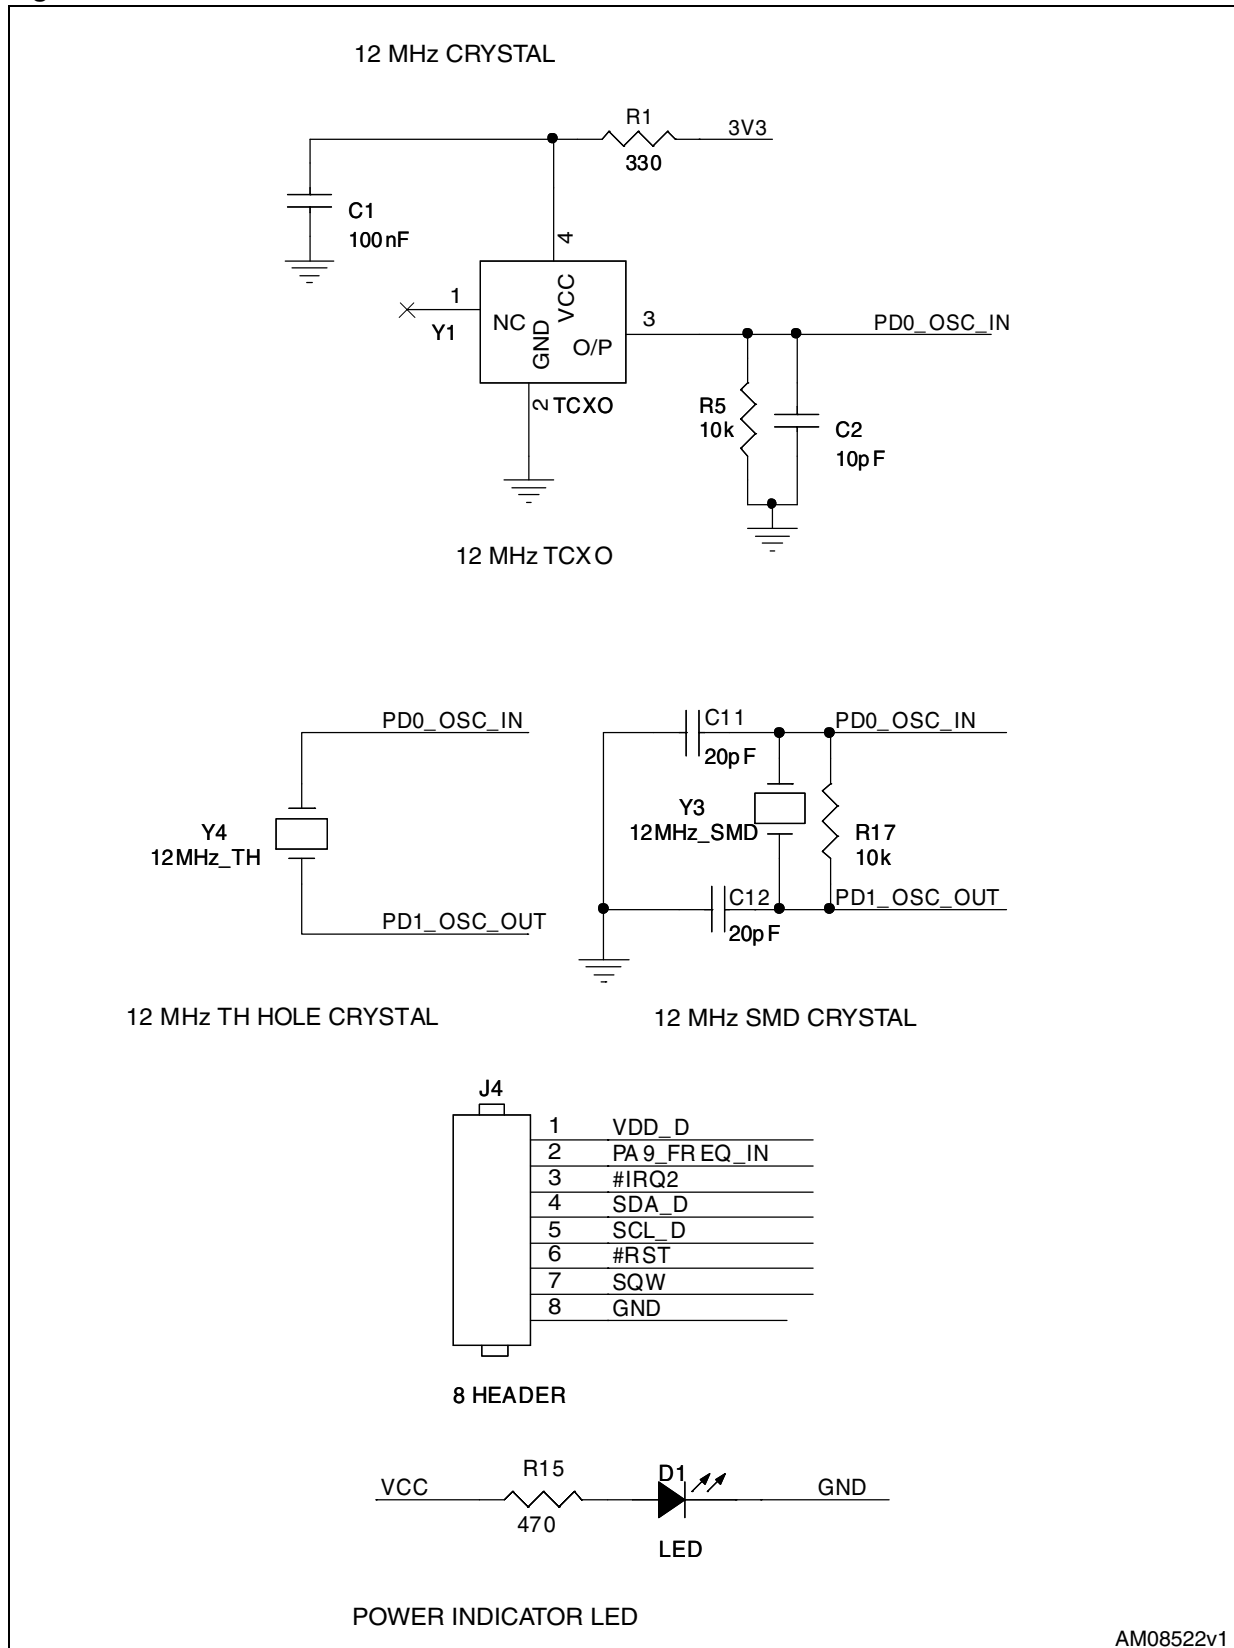 12 MHz CRYSTAL
R1
3V3
330
C1
100nF
4
1
Y1
NC
GND
VCC
O/P
3
PD0_OSC_IN
2
TCXO
R5
10k
C2
10pF
12 MHz TCXO
PD0_OSC_IN
Y4
12MHz_TH
PD1_OSC_OUT
12 MHz TH HOLE CRYSTAL
C11
20pF
PD0_OSC_IN
Y3
12MHz_SMD
R17
10k
C12
20pF
PD1_OSC_OUT
12 MHz SMD CRYSTAL
J4
1 VDD_D
2 PA9_FREQ_IN
3 #IRQ2
4 SDA_D
5 SCL_D
6 #RST
7 SQW
8 GND
8 HEADER
VCC
R15
470
D1
LED
GND
POWER INDICATOR LED
AM08522v1